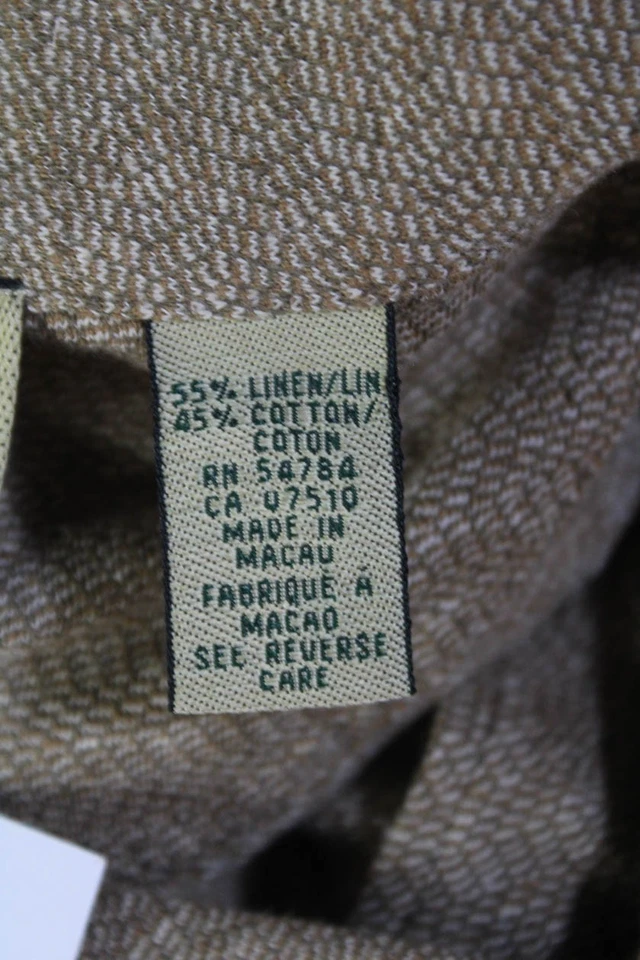 55% LINEN/LIN
45% COTTON/
COTON
RN 54784
CA 07510
MADE IN
MACAU
FABRIQUÉ À
MACAO
SEE REVERSE
CARE